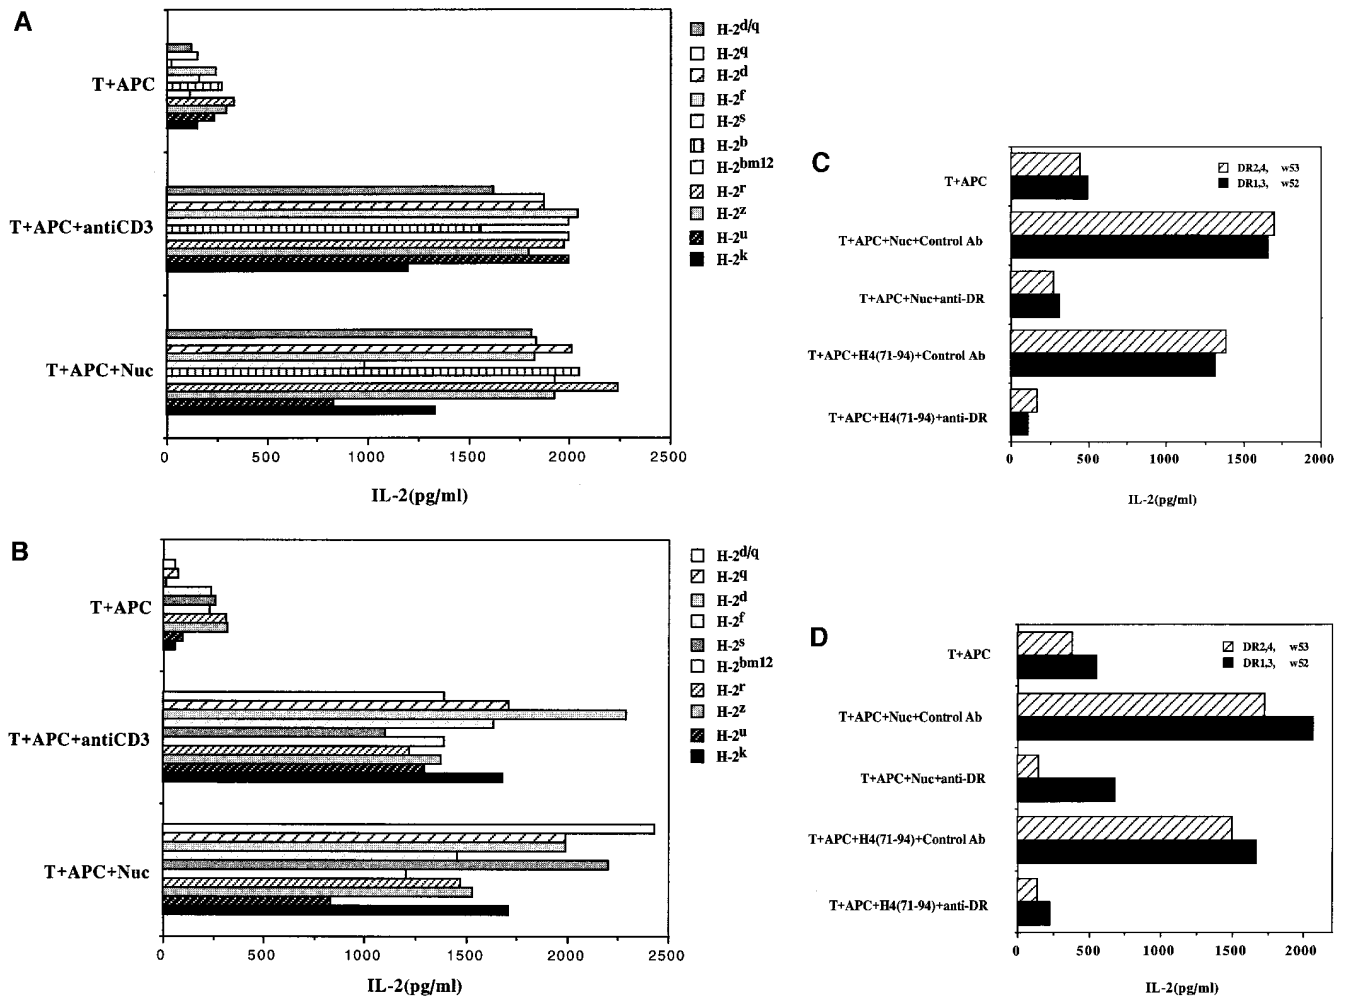 A
T+APC
T+APC+antiCD3
T+APC+Nuc
0 500 1000 1500 2000 2500
IL-2(pg/ml)
H-2d/q
H-2q
H-2d
H-2f
H-2s
H-2b
H-2bm12
H-2r
H-2z
H-2u
H-2k
B
T+APC
T+APC+antiCD3
T+APC+Nuc
0 500 1000 1500 2000 2500
IL-2(pg/ml)
H-2d/q
H-2q
H-2d
H-2f
H-2s
H-2bm12
H-2r
H-2z
H-2u
H-2k
C
DR2,4, w53
DR1,3, w52
T+APC
T+APC+Nuc+Control Ab
T+APC+Nuc+anti-DR
T+APC+H4(71-94)+Control Ab
T+APC+H4(71-94)+anti-DR
0 500 1000 1500 2000
IL-2(pg/ml)
D
DR2,4, w53
DR1,3, w52
T+APC
T+APC+Nuc+Control Ab
T+APC+Nuc+anti-DR
T+APC+H4(71-94)+Control Ab
T+APC+H4(71-94)+anti-DR
0 500 1000 1500 2000
IL-2(pg/ml)